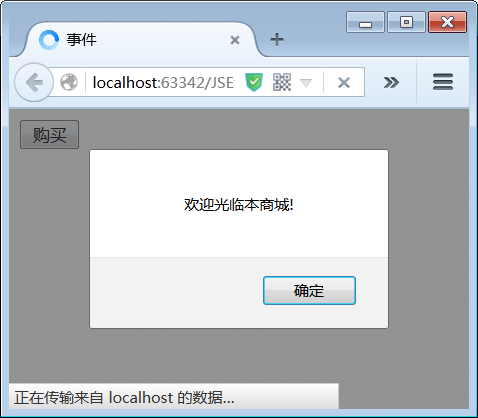 事件
localhost:63342/JSE
购买
欢迎光临本商城!
确定
正在传输来自 localhost 的数据...